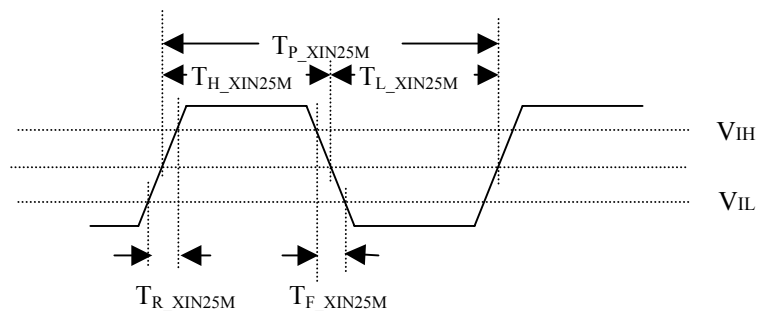 T_P_XIN25M
T_H_XIN25M T_L_XIN25M
VIH
VIL
T_R_XIN25M T_F_XIN25M